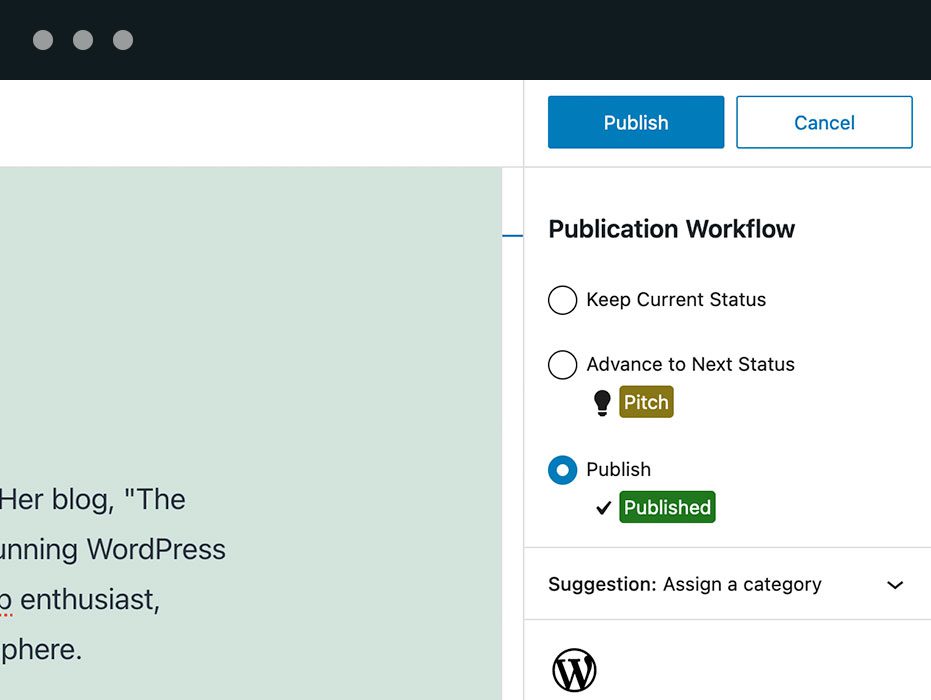 Publish Cancel
Publication Workflow
Keep Current Status
Advance to Next Status
Pitch
Publish
Published
Suggestion: Assign a category
Her blog, "The
unning WordPress
enthusiast,
phere.